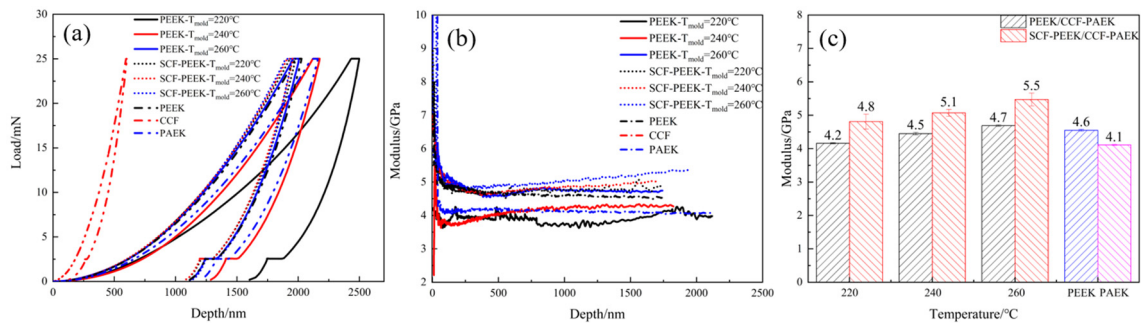 (a)
PEEK-Tmold=220℃
PEEK-Tmold=240℃
PEEK-Tmold=260℃
SCF-PEEK-Tmold=220℃
SCF-PEEK-Tmold=240℃
SCF-PEEK-Tmold=260℃
PEEK
CCF
PAEK
30
25
20
15
10
5
0
Load/mN
0 500 1000 1500 2000 2500
Depth/nm
(b)
PEEK-Tmold=220℃
PEEK-Tmold=240℃
PEEK-Tmold=260℃
SCF-PEEK-Tmold=220℃
SCF-PEEK-Tmold=240℃
SCF-PEEK-Tmold=260℃
PEEK
CCF
PAEK
10
9
8
7
6
5
4
3
2
Modulus/GPa
0 500 1000 1500 2000 2500
Depth/nm
(c)
PEEK/CCF-PAEK
SCF-PEEK/CCF-PAEK
8
7
6
5
4
3
2
1
0
Modulus/GPa
4.2 4.8 4.5 5.1 4.7 5.5 4.6 4.1
220 240 260 PEEK PAEK
Temperature/℃